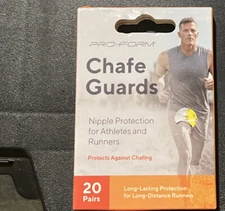 PRO-FORM
Chafe
Guards
Nipple Protection
for Athletes and
Runners
Protects Against Chafing
20
Pairs
Long-Lasting Protection
for Long-Distance Runners